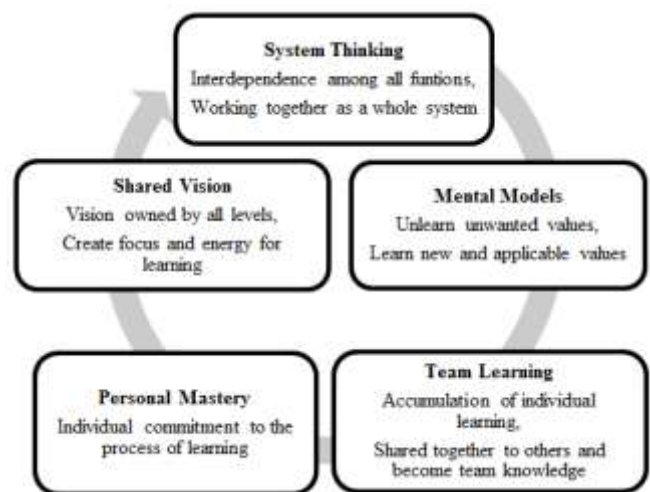 System Thinking
Interdependence among all funtions,
Working together as a whole system
Shared Vision
Vision owned by all levels,
Create focus and energy for
learning
Mental Models
Unlearn unwanted values,
Learn new and applicable values
Personal Mastery
Individual commitment to the
process of learning
Team Learning
Accumulation of individual
learning,
Shared together to others and
become team knowledge